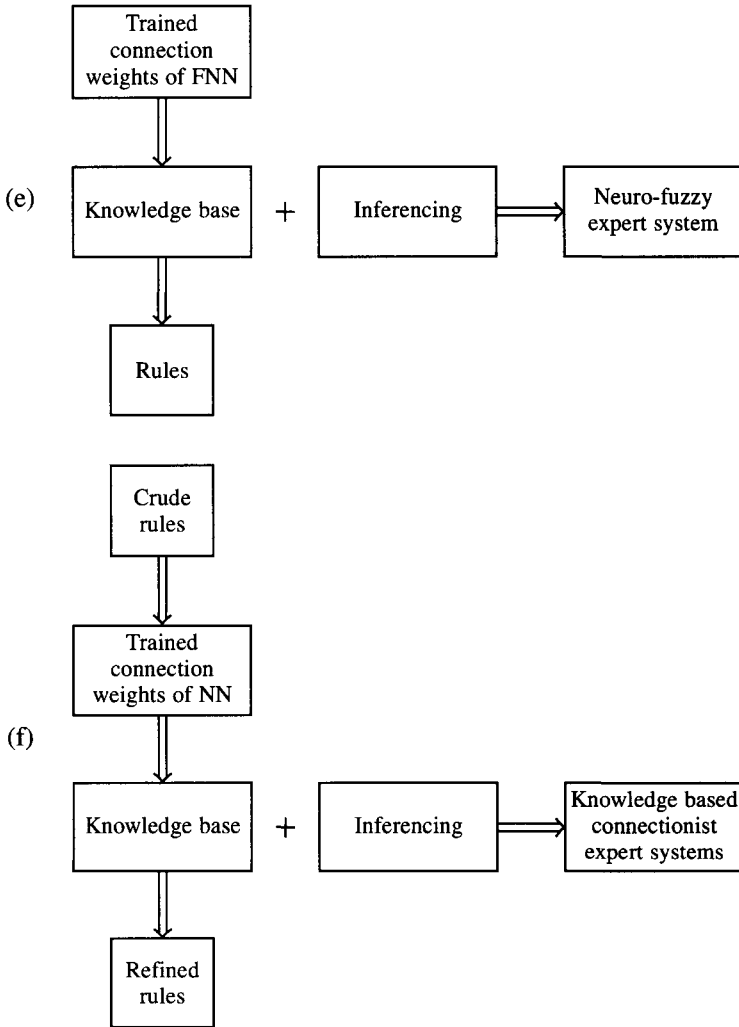 Trained
connection
weights of FNN
(e)
Knowledge base
+
Inferencing
Neuro-fuzzy
expert system
Rules
Crude
rules
Trained
connection
weights of NN
(f)
Knowledge base
+
Inferencing
Knowledge based
connectionist
expert systems
Refined
rules